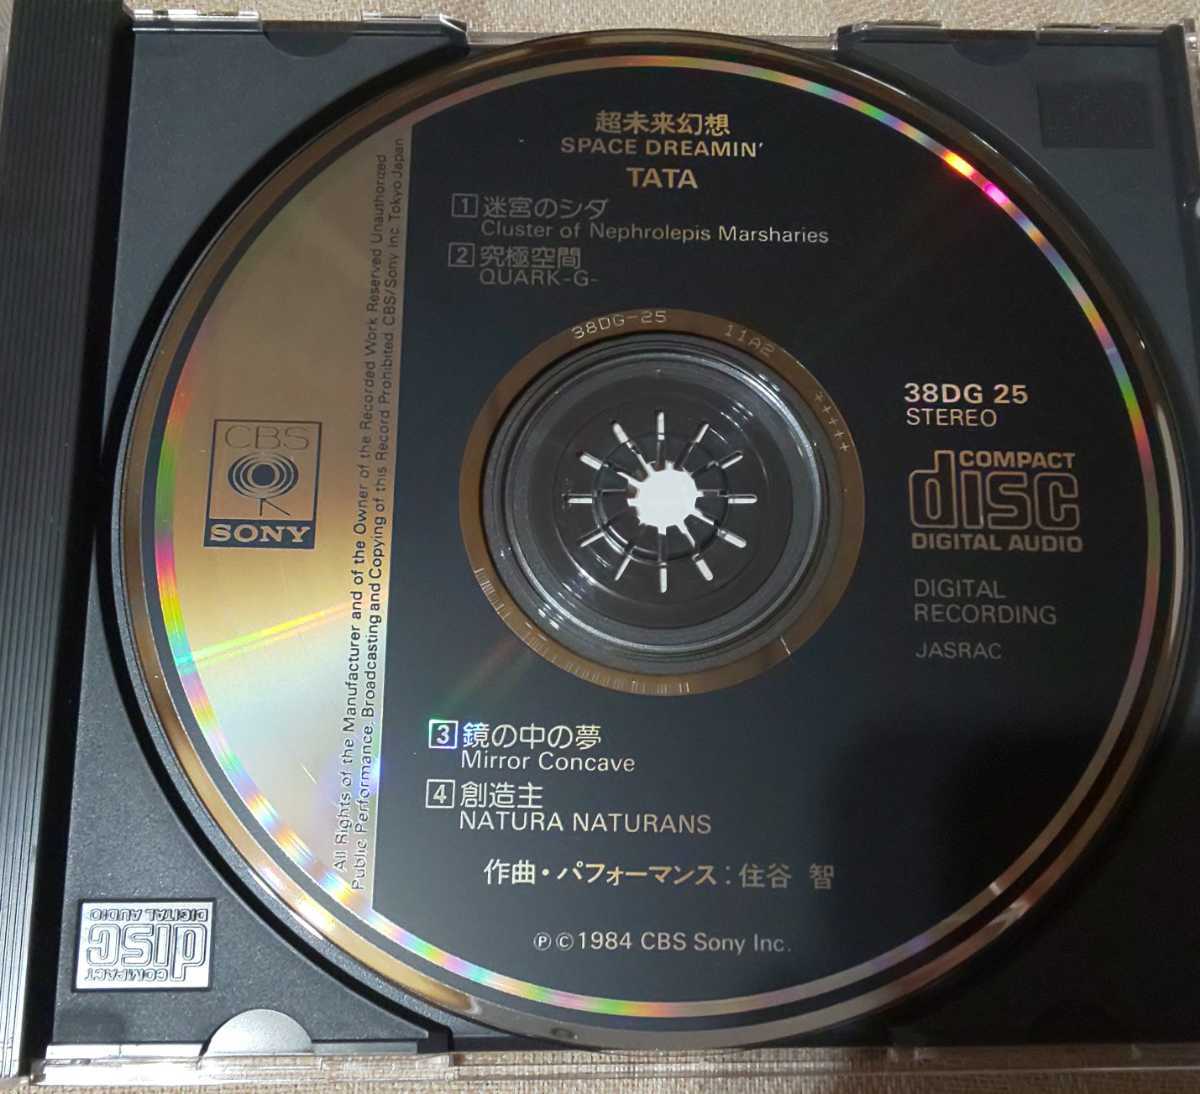 超未来幻想
SPACE DREAMIN'
TATA
1 迷宮のシダ
Cluster of Nephrolepis Marsharies
2 究極空間
QUARK-G-
38DG-25 11A2 +++++
38DG 25
STEREO
COMPACT
disc
DIGITAL AUDIO
DIGITAL
RECORDING
JASRAC
CBS
SONY
All Rights of the Manufacturer and of the Owner of the Recorded Work Reserved Unauthorized
Public Performance, Broadcasting and Copying of this Record Prohibited CBS/Sony Inc Tokyo Japan
3 鏡の中の夢
Mirror Concave
4 創造主
NATURA NATURANS
作曲・パフォーマンス:住谷 智
ⓅⒸ1984 CBS Sony Inc.
COMPACT
disc
DIGITAL AUDIO